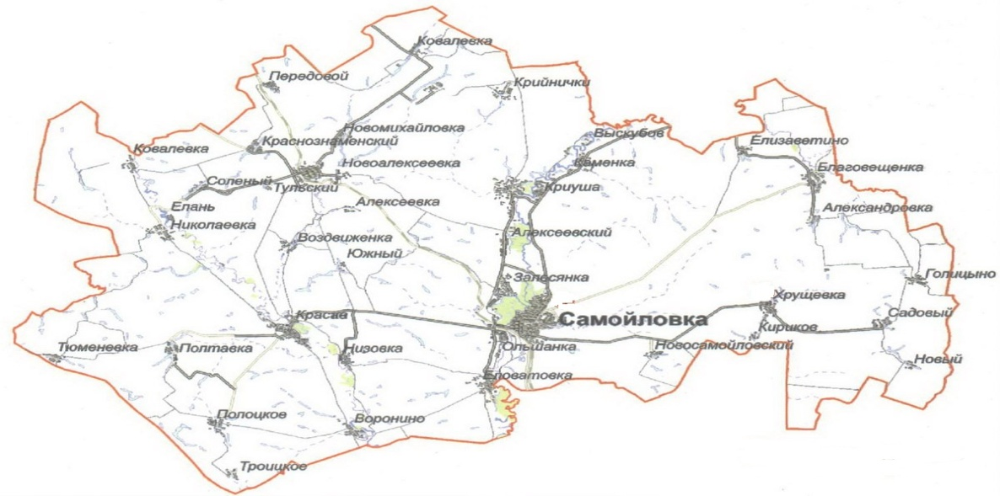 Ковалевка
Передовой
Крийнички
Новомихайловка
Выскубов
Краснознаменский
Елизаветино
Ковалевка
Новоалексеевка
Каменка
Благовещенка
Соленый
Тульский
Криуша
Елань
Алексеевка
Александровка
Николаевка
Алексеевский
Воздвиженка
Южный
Залесянка
Голицыно
Хрущевка
Красавка
Самойловка
Садовый
Кириков
Тюменевка
Полтавка
Низовка
Ольшанка
Новосамойловский
Новый
Еловатовка
Полоцкое
Воронино
Троицкое